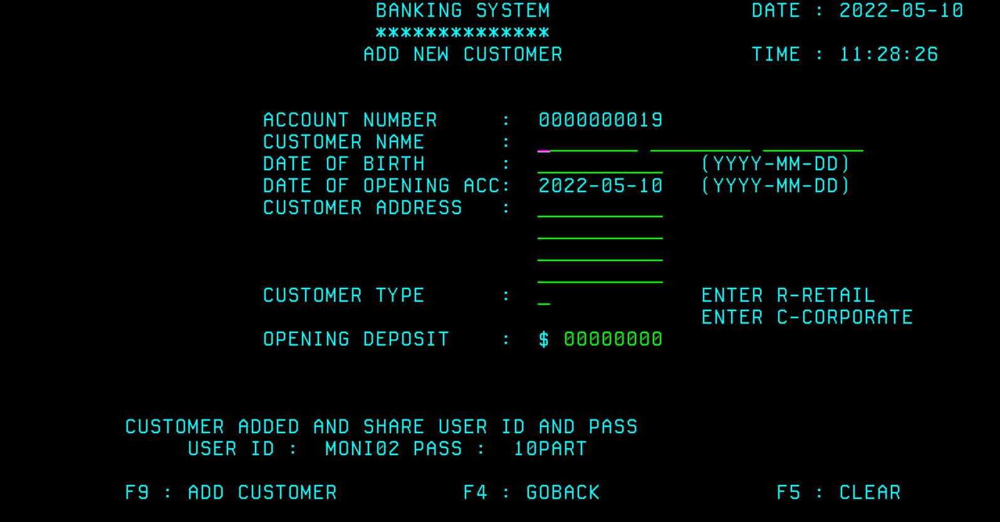 BANKING SYSTEM DATE : 2022-05-10
**************
ADD NEW CUSTOMER TIME : 11:28:26
ACCOUNT NUMBER : 0000000019
CUSTOMER NAME :
DATE OF BIRTH : (YYYY-MM-DD)
DATE OF OPENING ACC: 2022-05-10 (YYYY-MM-DD)
CUSTOMER ADDRESS :
CUSTOMER TYPE : _ ENTER R-RETAIL
ENTER C-CORPORATE
OPENING DEPOSIT : $ 00000000
CUSTOMER ADDED AND SHARE USER ID AND PASS
USER ID : MONI02 PASS : 10PART
F9 : ADD CUSTOMER F4 : GOBACK F5 : CLEAR